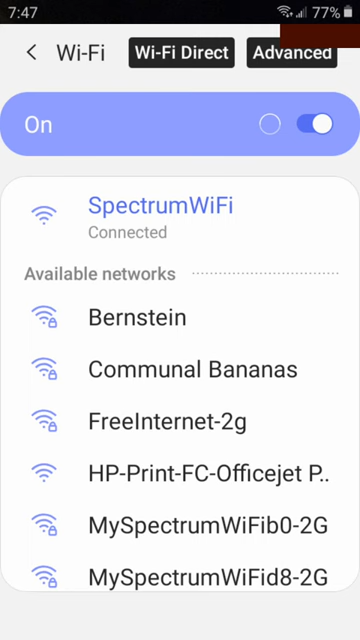 7:47 77%
Wi-Fi Wi-Fi Direct Advanced
On
SpectrumWiFi
Connected
Available networks
Bernstein
Communal Bananas
FreeInternet-2g
HP-Print-FC-Officejet P..
MySpectrumWiFib0-2G
MySpectrumWiFid8-2G